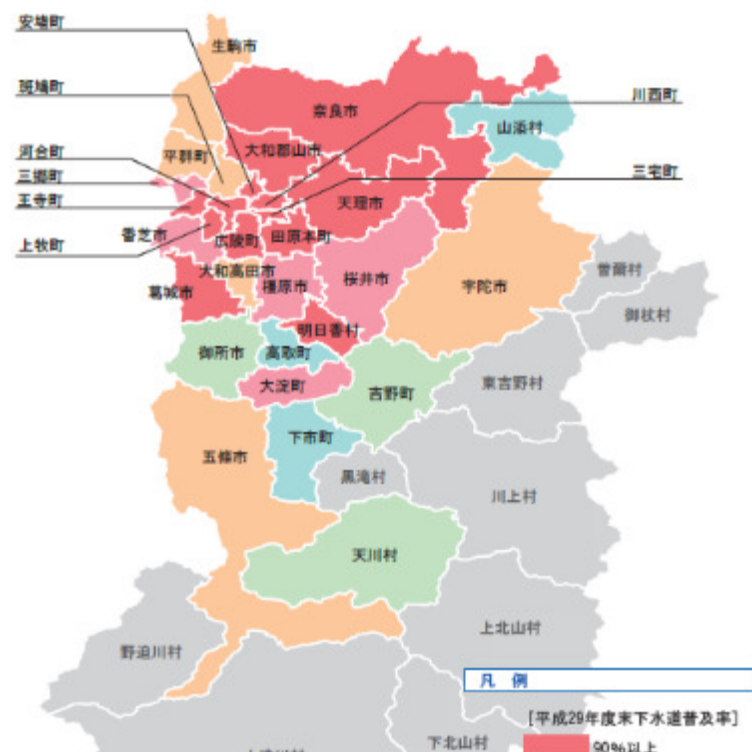 安堵町
生駒市
斑鳩町
川西町
奈良市
山添村
河合町
大和郡山市
平群町
三郷町
三宅町
王寺町
天理市
香芝市
広陵町
田原本町
上牧町
大和高田市
桜井市
宇陀市
曽爾村
葛城市
橿原市
御杖村
明日香村
御所市
高取町
大淀町
吉野町
東吉野村
下市町
五條市
黒滝村
川上村
天川村
上北山村
野迫川村
凡 例
[平成29年度末下水道普及率]
下北山村
90%以上